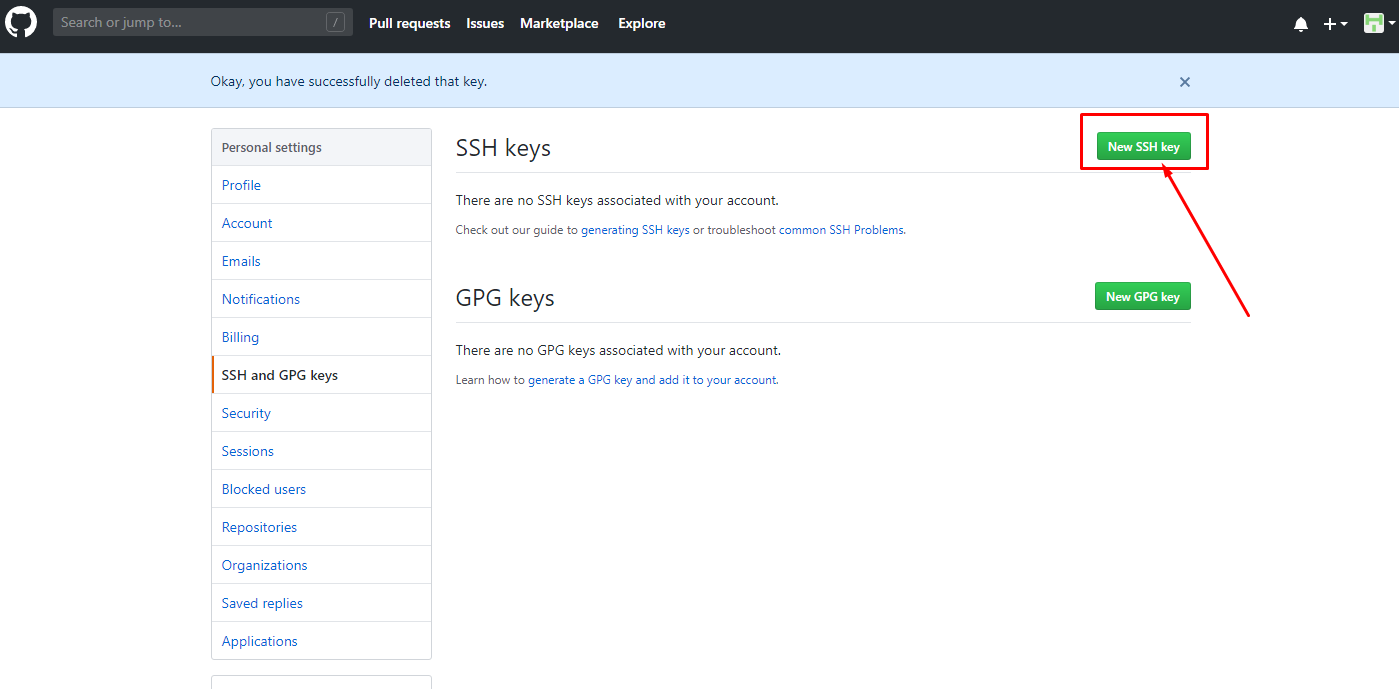 Search or jump to...
/
Pull requests
Issues
Marketplace
Explore
Okay, you have successfully deleted that key.
Personal settings
Profile
Account
Emails
Notifications
Billing
SSH and GPG keys
Security
Sessions
Blocked users
Repositories
Organizations
Saved replies
Applications
SSH keys
New SSH key
There are no SSH keys associated with your account.
Check out our guide to generating SSH keys or troubleshoot common SSH Problems.
GPG keys
New GPG key
There are no GPG keys associated with your account.
Learn how to generate a GPG key and add it to your account.